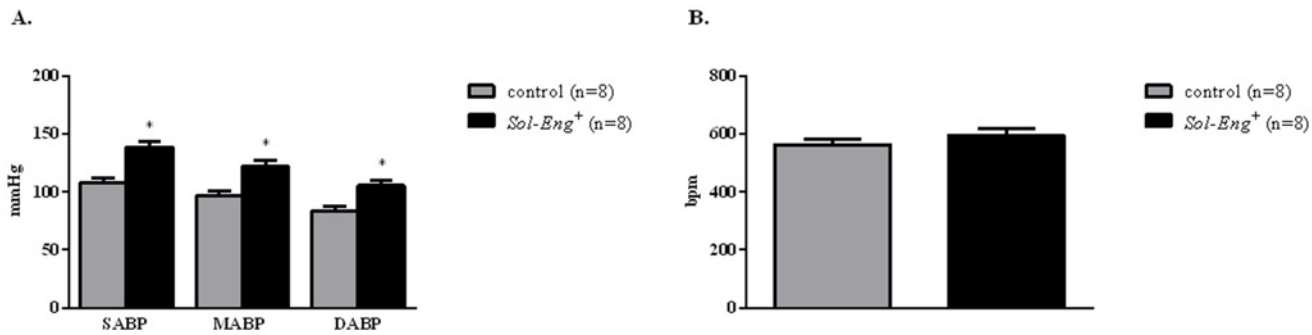 A.
200
150
100
50
0
mmHg
*
*
*
SABP
MABP
DABP
control (n=8)
Sol-Eng⁺ (n=8)
B.
800
600
400
200
0
bpm
control (n=8)
Sol-Eng⁺ (n=8)